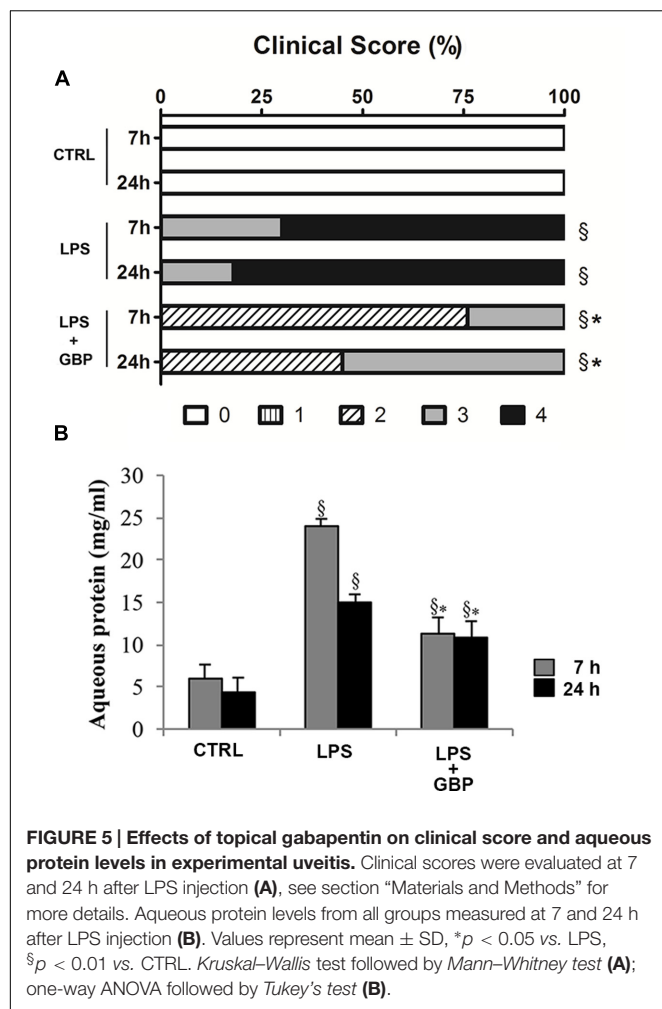 Clinical Score (%)
A
0 25 50 75 100
CTRL
7h
24h
§
LPS
7h
§
24h
§*
LPS
+
GBP
7h
§*
24h
0 1 2 3 4
B
Aqueous protein (mg/ml)
30
25
20
15
10
5
0
§
§
§*
§*
CTRL
LPS
LPS
+
GBP
7 h
24 h
FIGURE 5 | Effects of topical gabapentin on clinical score and aqueous
protein levels in experimental uveitis. Clinical scores were evaluated at 7
and 24 h after LPS injection (A), see section “Materials and Methods” for
more details. Aqueous protein levels from all groups measured at 7 and 24 h
after LPS injection (B). Values represent mean ± SD, *p < 0.05 vs. LPS,
§p < 0.01 vs. CTRL. Kruskal–Wallis test followed by Mann–Whitney test (A);
one-way ANOVA followed by Tukey’s test (B).